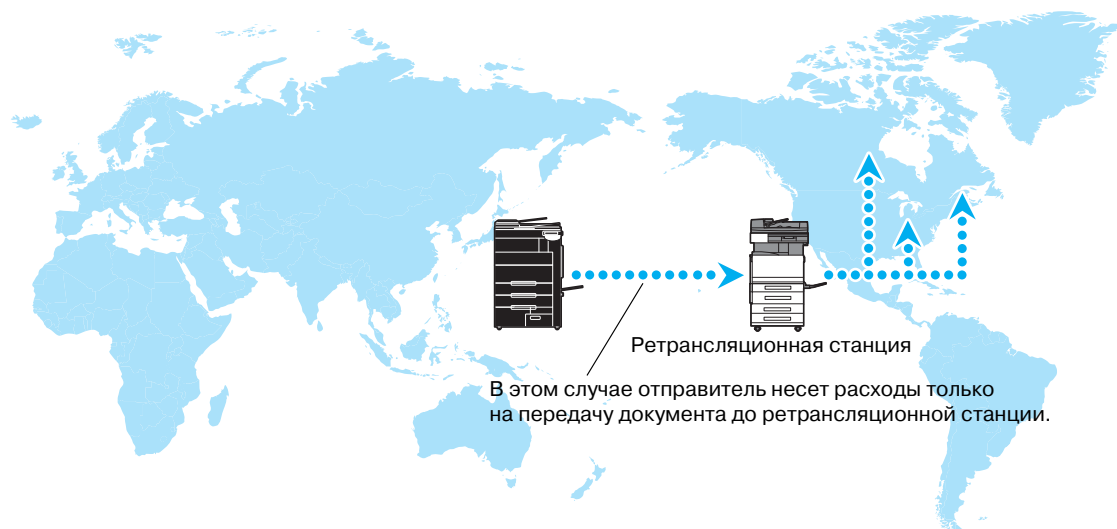 Ретрансляционная станция
В этом случае отправитель несет расходы только
на передачу документа до ретрансляционной станции.